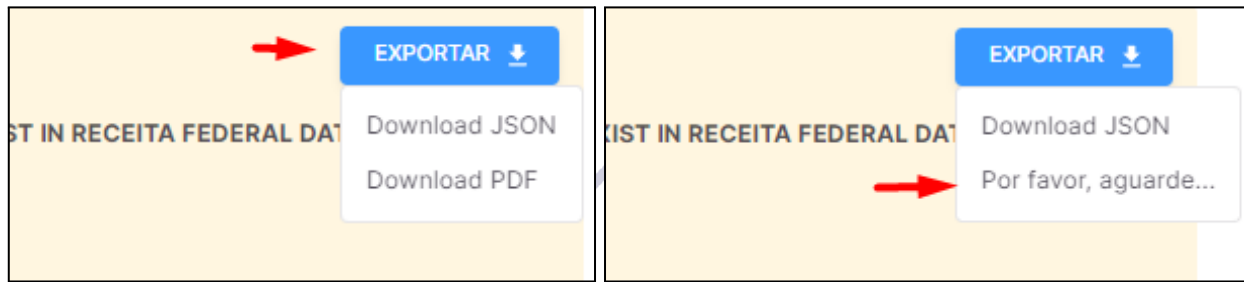 EXPORTAR
ST IN RECEITA FEDERAL DAT
Download JSON
Download PDF
EXPORTAR
XIST IN RECEITA FEDERAL DAT
Download JSON
Por favor, aguarde...